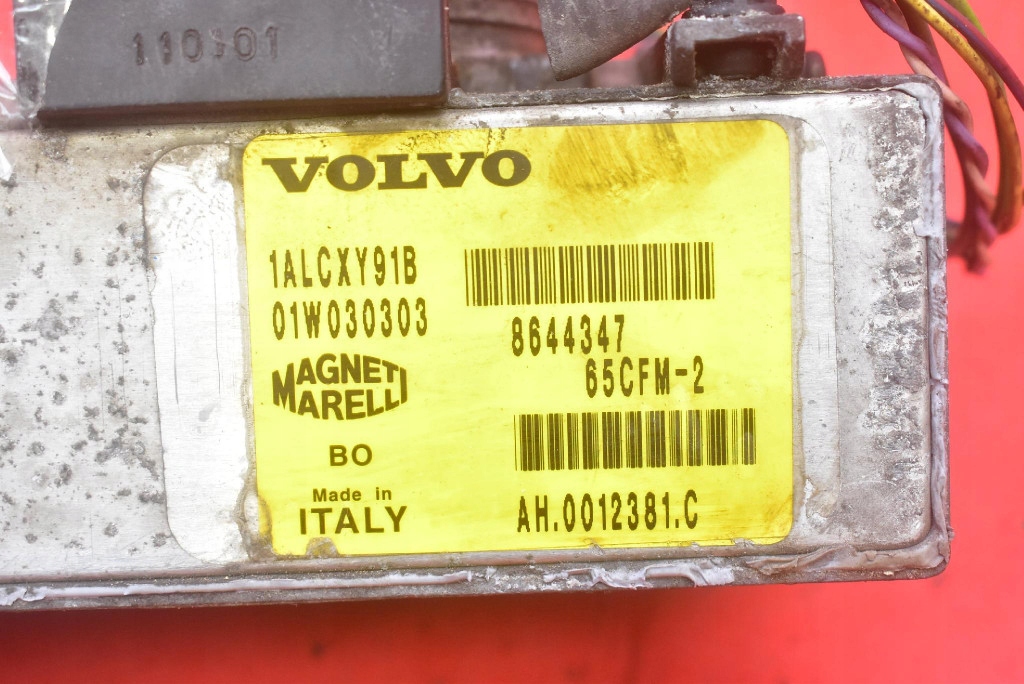 110101
VOLVO
1ALCXY91B
01W030303
8644347
65CFM-2
MAGNETI
MARELLI
BO
Made in
ITALY
AH.0012381.C